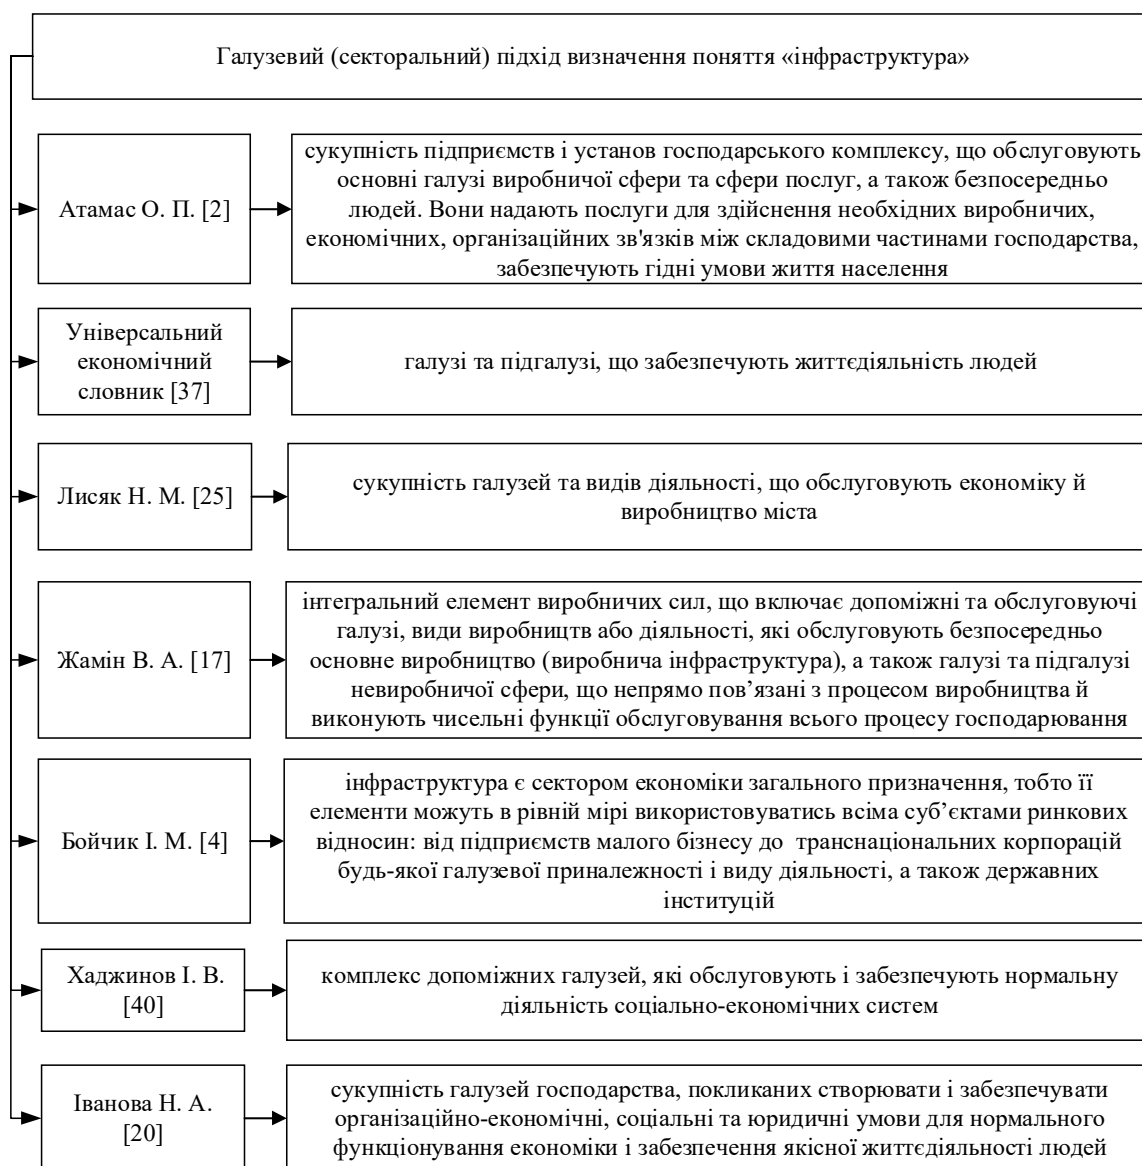 Галузевий (секторальний) підхід визначення поняття «інфраструктура»
Атамас О. П. [2]
сукупність підприємств і установ господарського комплексу, що обслуговують
основні галузі виробничої сфери та сфери послуг, а також безпосередньо
людей. Вони надають послуги для здійснення необхідних виробничих,
економічних, організаційних зв'язків між складовими частинами господарства,
забезпечують гідні умови життя населення
Універсальний
економічний
словник [37]
галузі та підгалузі, що забезпечують життєдіяльність людей
Лисяк Н. М. [25]
сукупність галузей та видів діяльності, що обслуговують економіку й
виробництво міста
Жамін В. А. [17]
інтегральний елемент виробничих сил, що включає допоміжні та обслуговуючі
галузі, види виробництв або діяльності, які обслуговують безпосередньо
основне виробництво (виробнича інфраструктура), а також галузі та підгалузі
невиробничої сфери, що непрямо пов’язані з процесом виробництва й
виконують чисельні функції обслуговування всього процесу господарювання
Бойчик І. М. [4]
інфраструктура є сектором економіки загального призначення, тобто її
елементи можуть в рівній мірі використовуватись всіма суб’єктами ринкових
відносин: від підприємств малого бізнесу до транснаціональних корпорацій
будь-якої галузевої приналежності і виду діяльності, а також державних
інституцій
Хаджинов І. В.
[40]
комплекс допоміжних галузей, які обслуговують і забезпечують нормальну
діяльність соціально-економічних систем
Іванова Н. А.
[20]
сукупність галузей господарства, покликаних створювати і забезпечувати
організаційно-економічні, соціальні та юридичні умови для нормального
функціонування економіки і забезпечення якісної життєдіяльності людей